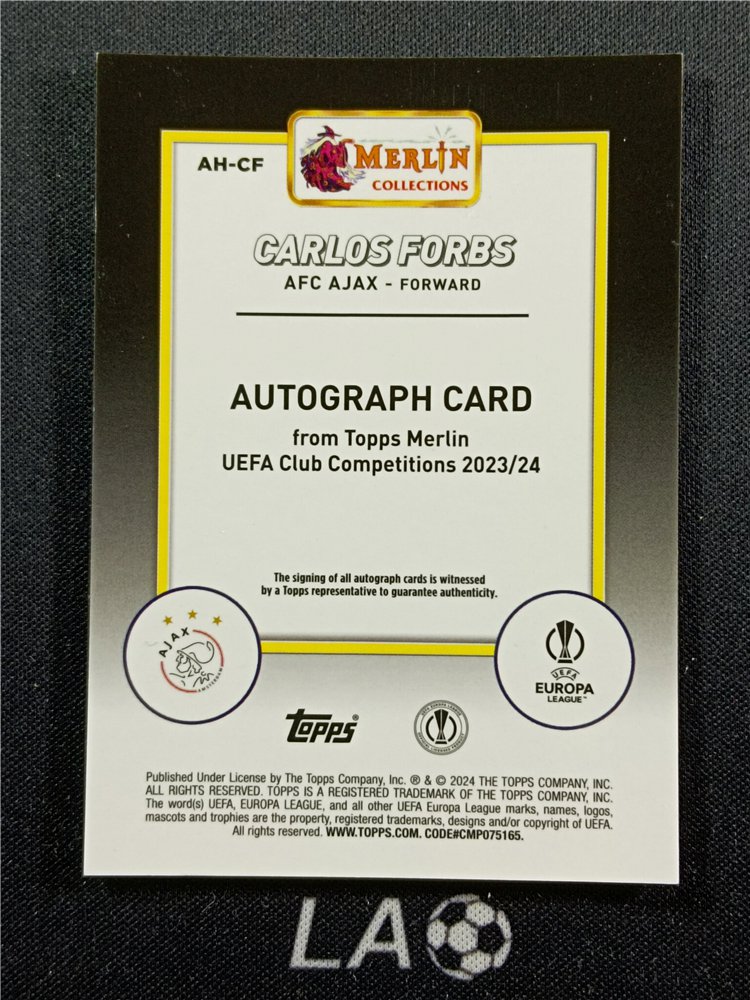 AH-CF
MERLIN
COLLECTIONS
CARLOS FORBS
AFC AJAX - FORWARD
AUTOGRAPH CARD
from Topps Merlin
UEFA Club Competitions 2023/24
The signing of all autograph cards is witnessed
by a Topps representative to guarantee authenticity.
AJAX
AMSTERDAM
UEFA
EUROPA
LEAGUE™
Topps®
Published Under License by The Topps Company, Inc. ® & © 2024 THE TOPPS COMPANY, INC.
ALL RIGHTS RESERVED. TOPPS IS A REGISTERED TRADEMARK OF THE TOPPS COMPANY, INC.
The word(s) UEFA, EUROPA LEAGUE, and all other UEFA Europa League marks, names, logos,
mascots and trophies are the property, registered trademarks, designs and/or copyright of UEFA.
All rights reserved. WWW.TOPPS.COM. CODE#CMP075165.
LA